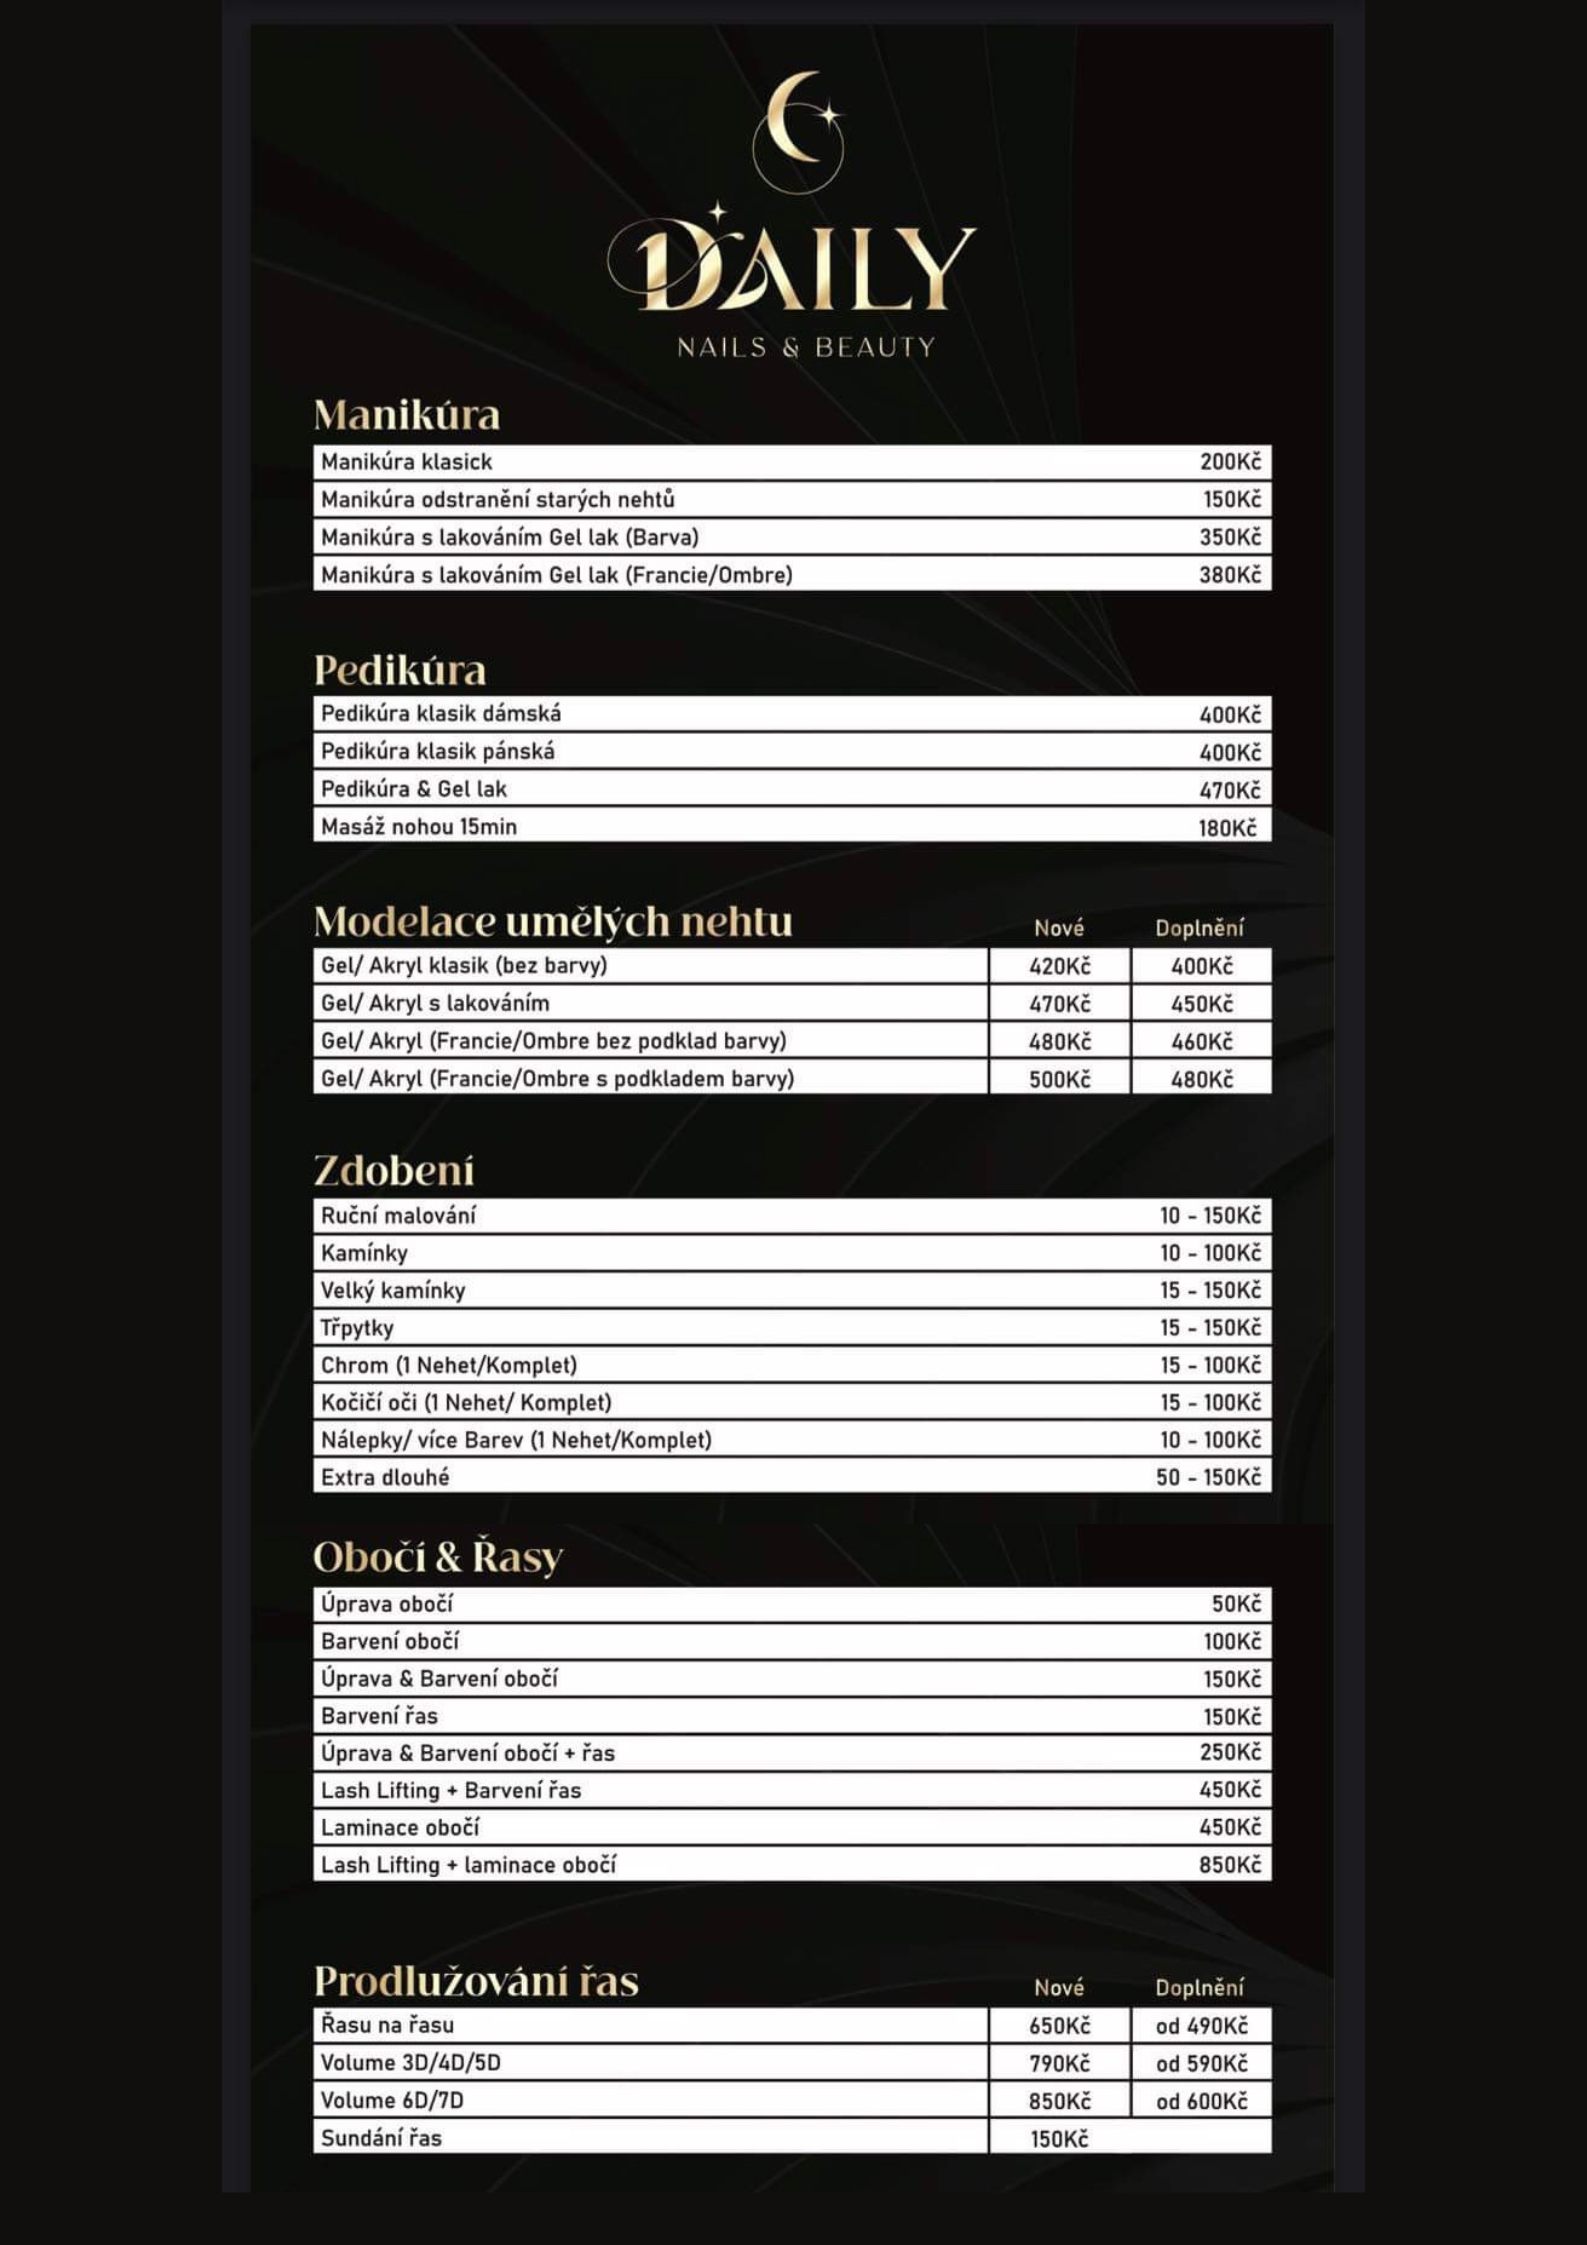 DAILY
NAILS & BEAUTY
Manikúra
Manikúra klasick 200Kč
Manikúra odstranění starých nehtů 150Kč
Manikúra s lakováním Gel lak (Barva) 350Kč
Manikúra s lakováním Gel lak (Francie/Ombre) 380Kč
Pedikúra
Pedikúra klasik dámská 400Kč
Pedikúra klasik pánská 400Kč
Pedikúra & Gel lak 470Kč
Masáž nohou 15min 180Kč
Modelace umělých nehtu Nové Doplnění
Gel/ Akryl klasik (bez barvy) 420Kč 400Kč
Gel/ Akryl s lakováním 470Kč 450Kč
Gel/ Akryl (Francie/Ombre bez podklad barvy) 480Kč 460Kč
Gel/ Akryl (Francie/Ombre s podkladem barvy) 500Kč 480Kč
Zdobení
Ruční malování 10 - 150Kč
Kamínky 10 - 100Kč
Velký kamínky 15 - 150Kč
Třpytky 15 - 150Kč
Chrom (1 Nehet/Komplet) 15 - 100Kč
Kočičí oči (1 Nehet/ Komplet) 15 - 100Kč
Nálepky/ více Barev (1 Nehet/Komplet) 10 - 100Kč
Extra dlouhé 50 - 150Kč
Obočí & Řasy
Úprava obočí 50Kč
Barvení obočí 100Kč
Úprava & Barvení obočí 150Kč
Barvení řas 150Kč
Úprava & Barvení obočí + řas 250Kč
Lash Lifting + Barvení řas 450Kč
Laminace obočí 450Kč
Lash Lifting + laminace obočí 850Kč
Prodlužování řas Nové Doplnění
Řasu na řasu 650Kč od 490Kč
Volume 3D/4D/5D 790Kč od 590Kč
Volume 6D/7D 850Kč od 600Kč
Sundání řas 150Kč